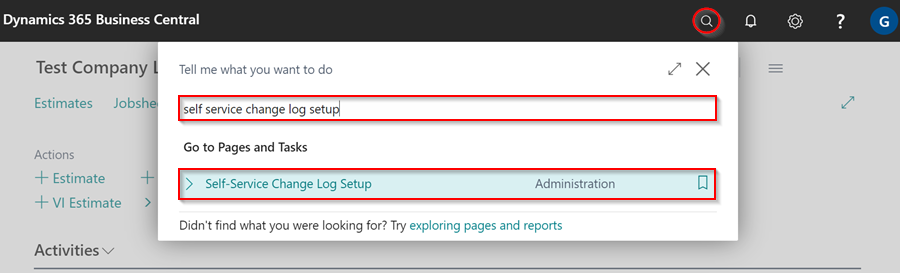 Dynamics 365 Business Central
?
G
Test Company L
Tell me what you want to do
Estimates Jobshe
self service change log setup
Go to Pages and Tasks
Actions
+ Estimate +
Self-Service Change Log Setup Administration
+ VI Estimate
Didn't find what you were looking for? Try exploring pages and reports
Activities